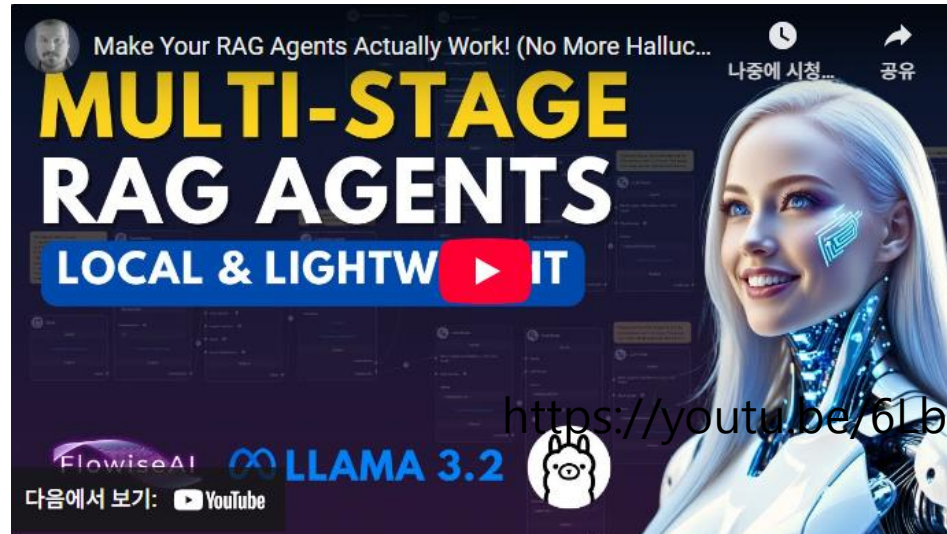 Make Your RAG Agents Actually Work! (No More Halluc...
나중에 시청...
공유
MULTI-STAGE
RAG AGENTS
LOCAL & LIGHTW IT
https://youtu.be/6Lb
FlowiseAI
LLAMA 3.2
다음에서 보기:
YouTube